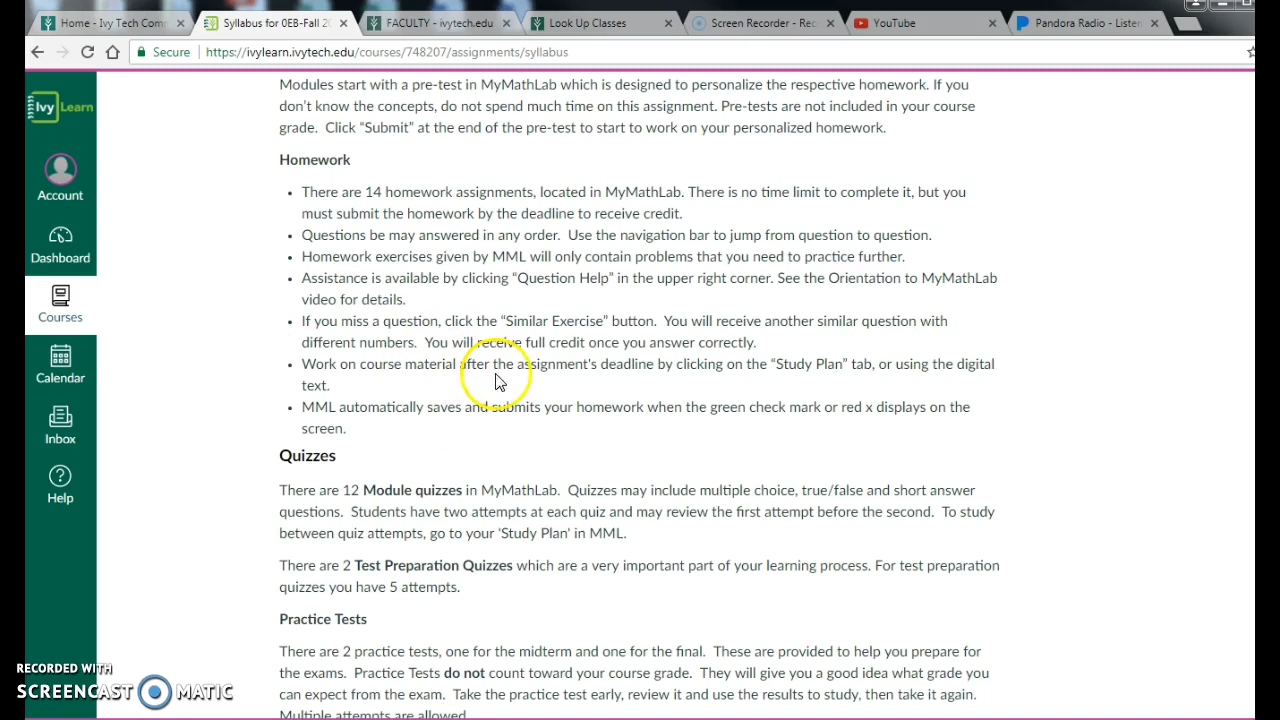 Home - Ivy Tech Com
Syllabus for 0EB-Fall 20
FACULTY - ivytech.edu
Look Up Classes
Screen Recorder - Rec
YouTube
Pandora Radio - Listen
Secure
https://ivylearn.ivytech.edu/courses/748207/assignments/syllabus
Ivy Learn
Account
Dashboard
Courses
Calendar
Inbox
Help
Modules start with a pre-test in MyMathLab which is designed to personalize the respective homework. If you
don't know the concepts, do not spend much time on this assignment. Pre-tests are not included in your course
grade. Click “Submit” at the end of the pre-test to start to work on your personalized homework.
Homework
• There are 14 homework assignments, located in MyMathLab. There is no time limit to complete it, but you
must submit the homework by the deadline to receive credit.
• Questions be may answered in any order. Use the navigation bar to jump from question to question.
• Homework exercises given by MML will only contain problems that you need to practice further.
• Assistance is available by clicking “Question Help” in the upper right corner. See the Orientation to MyMathLab
video for details.
• If you miss a question, click the “Similar Exercise” button. You will receive another similar question with
different numbers. You will receive full credit once you answer correctly.
• Work on course material after the assignment's deadline by clicking on the “Study Plan” tab, or using the digital
text.
• MML automatically saves and submits your homework when the green check mark or red x displays on the
screen.
Quizzes
There are 12 Module quizzes in MyMathLab. Quizzes may include multiple choice, true/false and short answer
questions. Students have two attempts at each quiz and may review the first attempt before the second. To study
between quiz attempts, go to your 'Study Plan' in MML.
There are 2 Test Preparation Quizzes which are a very important part of your learning process. For test preparation
quizzes you have 5 attempts.
Practice Tests
There are 2 practice tests, one for the midterm and one for the final. These are provided to help you prepare for
the exams. Practice Tests do not count toward your course grade. They will give you a good idea what grade you
can expect from the exam. Take the practice test early, review it and use the results to study, then take it again.
Multiple attempts are allowed.
RECORDED WITH
SCREENCAST MATIC